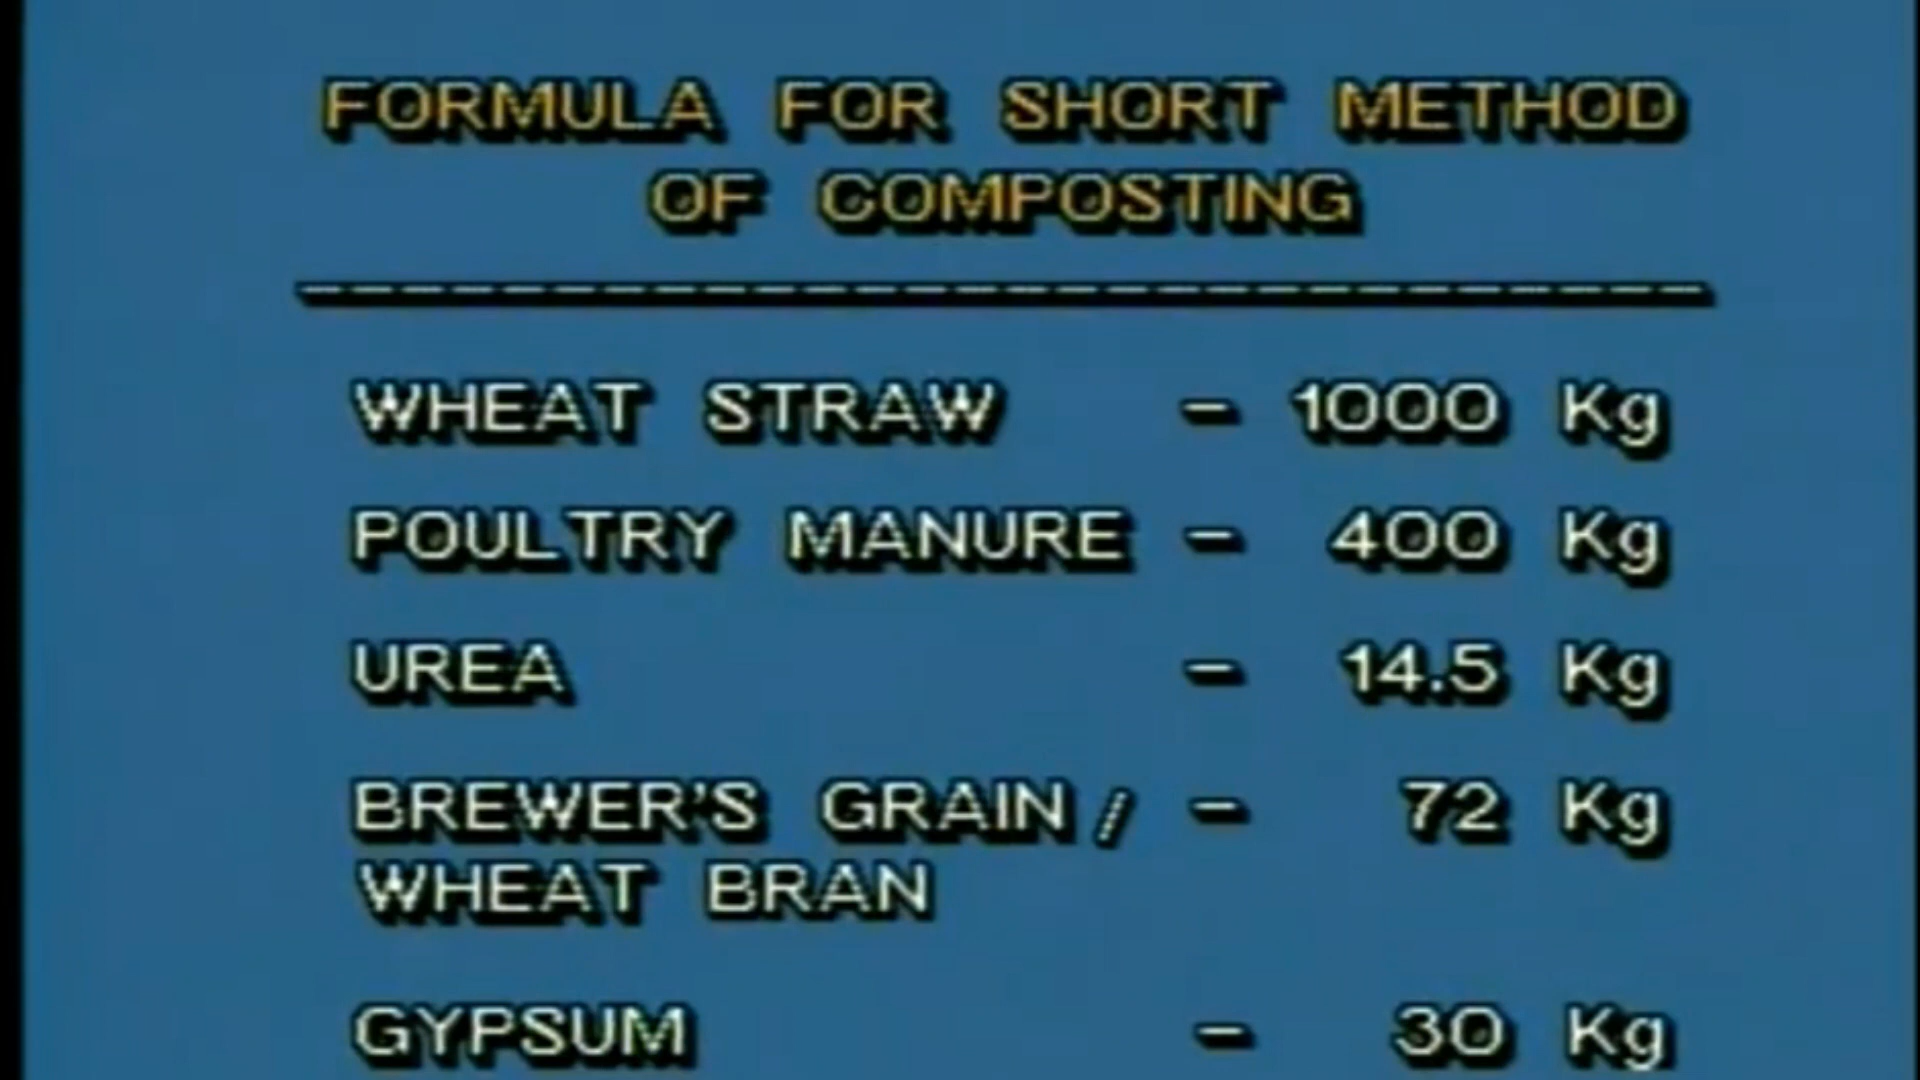 FORMULA FOR SHORT METHOD
OF COMPOSTING
--------------------------------
WHEAT STRAW - 1000 Kg
POULTRY MANURE - 400 Kg
UREA - 14.5 Kg
BREWER'S GRAIN / - 72 Kg
WHEAT BRAN
GYPSUM - 30 Kg